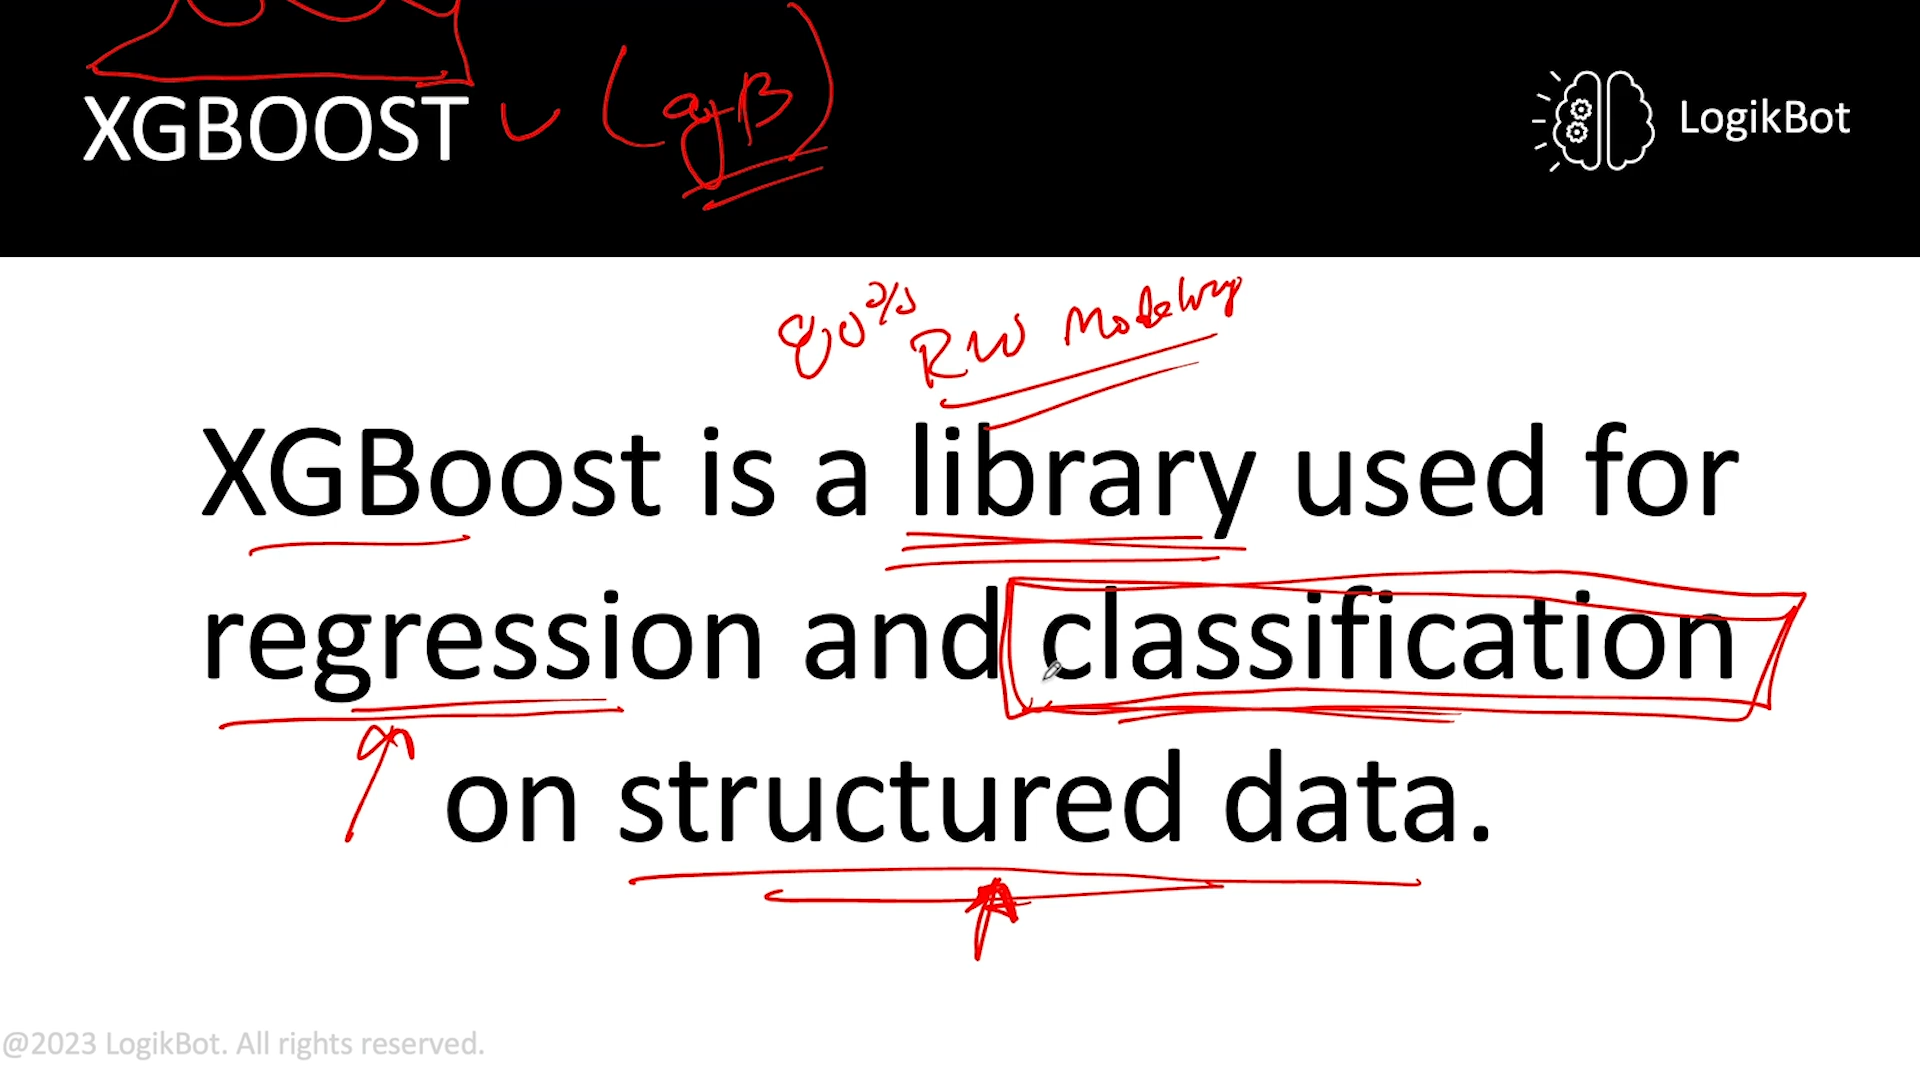 XGBOOST
LogikBot
80% RW Modeling
XGBoost is a library used for
regression and classification
on structured data.
@2023 LogikBot. All rights reserved.